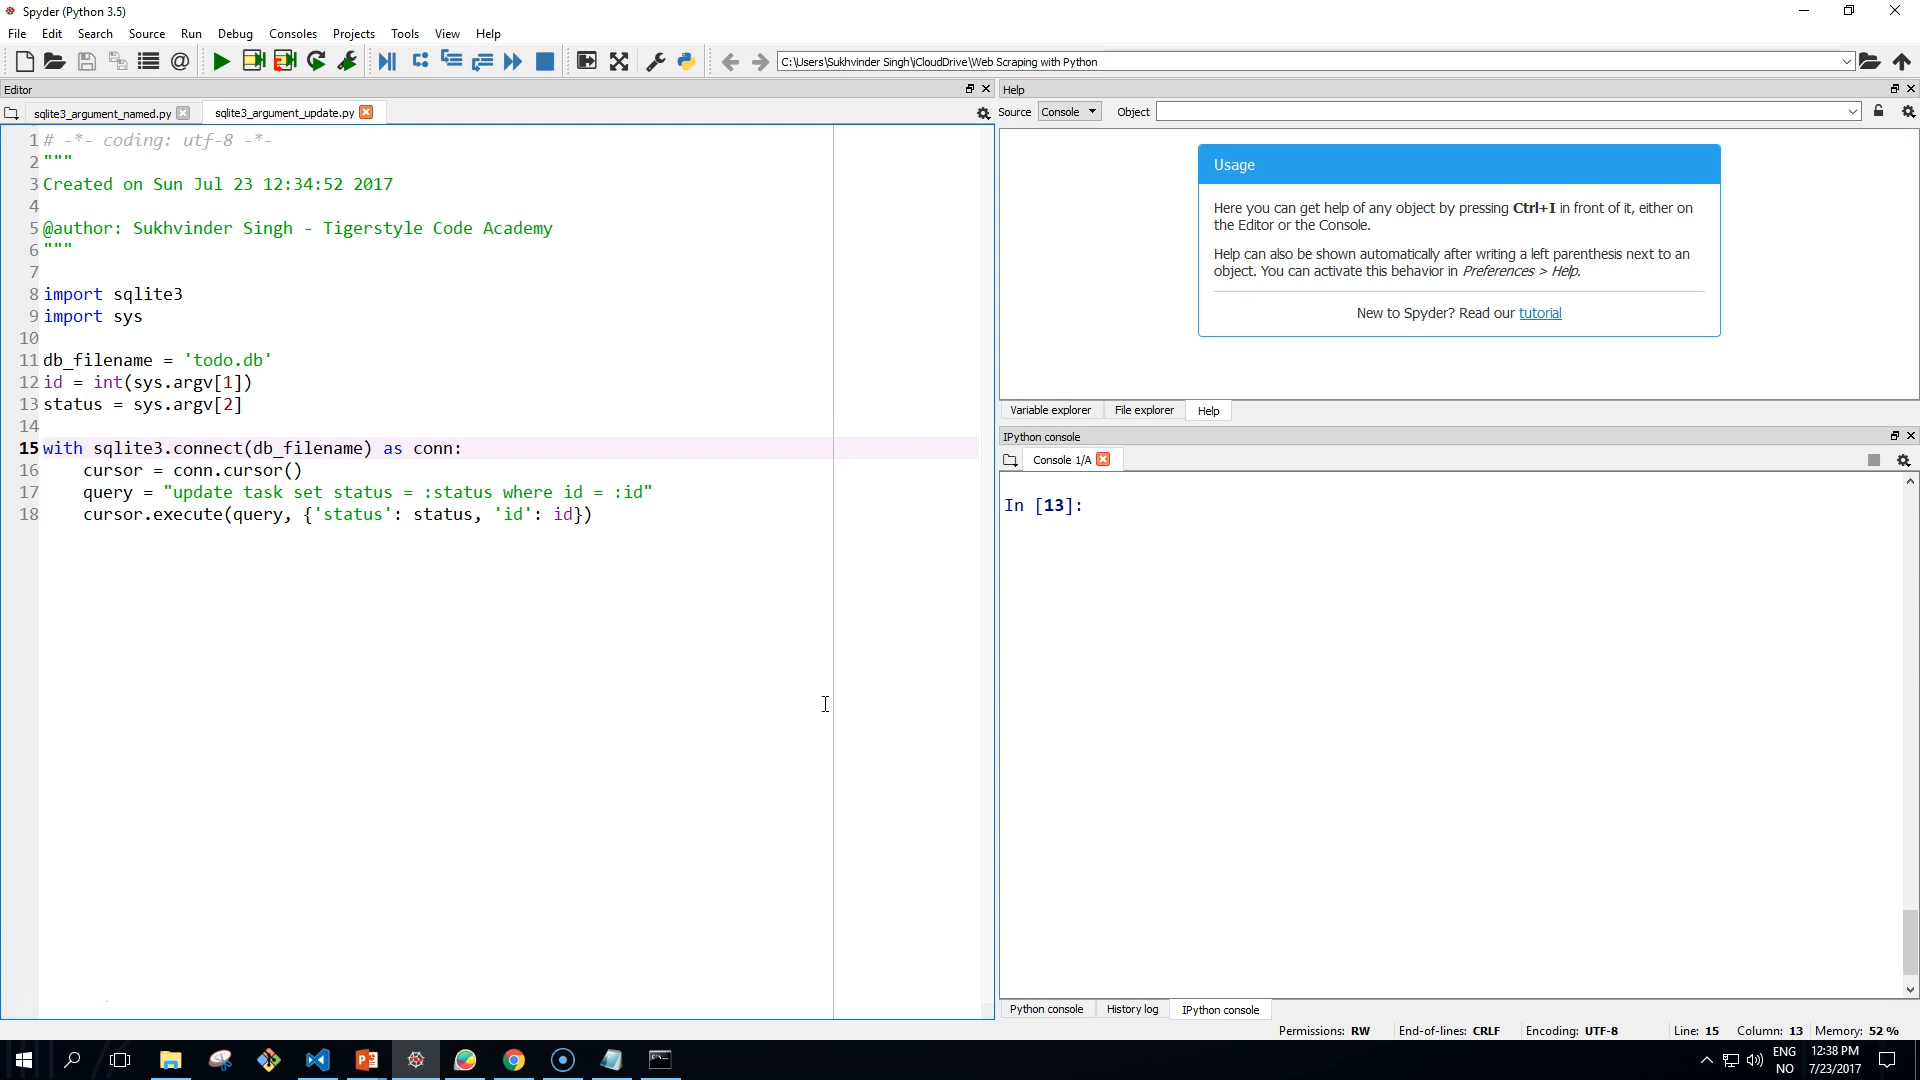 Spyder (Python 3.5)
File Edit Search Source Run Debug Consoles Projects Tools View Help
C:\Users\Sukhvinder Singh\iCloudDrive\Web Scraping with Python
Editor
sqlite3_argument_named.py sqlite3_argument_update.py
1 # -*- coding: utf-8 -*-
2 """
3 Created on Sun Jul 23 12:34:52 2017
4
5 @author: Sukhvinder Singh - Tigerstyle Code Academy
6 """
7
8 import sqlite3
9 import sys
10
11 db_filename = 'todo.db'
12 id = int(sys.argv[1])
13 status = sys.argv[2]
14
15 with sqlite3.connect(db_filename) as conn:
16     cursor = conn.cursor()
17     query = "update task set status = :status where id = :id"
18     cursor.execute(query, {'status': status, 'id': id})
Help
Source Console Object
Usage
Here you can get help of any object by pressing Ctrl+I in front of it, either on
the Editor or the Console.
Help can also be shown automatically after writing a left parenthesis next to an
object. You can activate this behavior in Preferences > Help.
New to Spyder? Read our tutorial
Variable explorer File explorer Help
IPython console
Console 1/A
In [13]:
Python console History log IPython console
Permissions: RW End-of-lines: CRLF Encoding: UTF-8 Line: 15 Column: 13 Memory: 52 %
ENG 12:38 PM
NO 7/23/2017